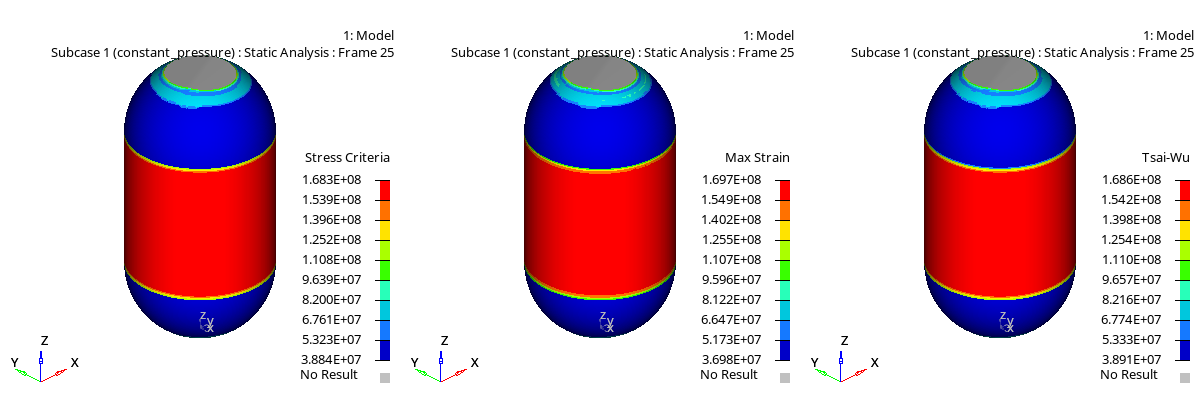 1: Model
Subcase 1 (constant_pressure) : Static Analysis : Frame 25
Stress Criteria
1.683E+08
1.539E+08
1.396E+08
1.252E+08
1.108E+08
9.639E+07
8.200E+07
6.761E+07
5.323E+07
3.884E+07
No Result
Z
Y
X
Z
Y
X
1: Model
Subcase 1 (constant_pressure) : Static Analysis : Frame 25
Max Strain
1.697E+08
1.549E+08
1.402E+08
1.255E+08
1.107E+08
9.596E+07
8.122E+07
6.647E+07
5.173E+07
3.698E+07
No Result
Z
Y
X
Z
Y
X
1: Model
Subcase 1 (constant_pressure) : Static Analysis : Frame 25
Tsai-Wu
1.686E+08
1.542E+08
1.398E+08
1.254E+08
1.110E+08
9.657E+07
8.216E+07
6.774E+07
5.333E+07
3.891E+07
No Result
Z
Y
X
Z
Y
X